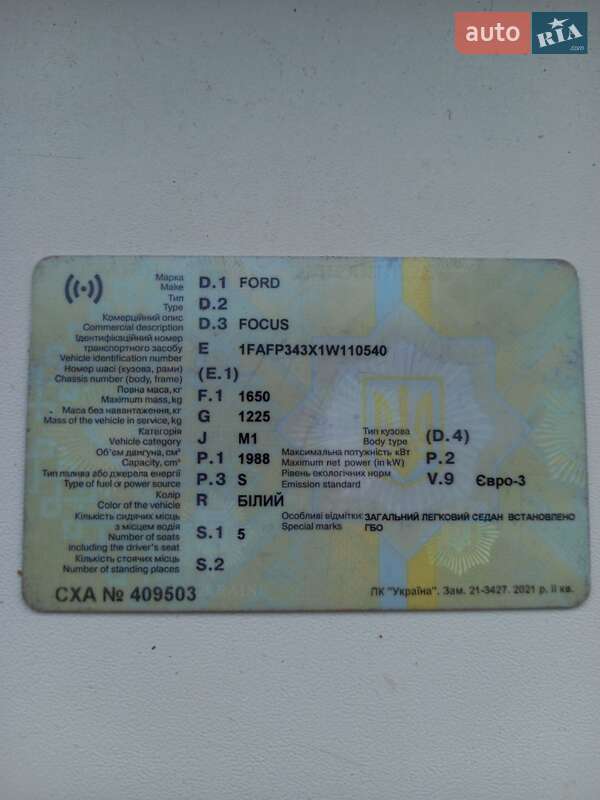 auto RIA.com
Марка
Make D.1 FORD
Тип
Type D.2
Комерційний опис
Commercial description D.3 FOCUS
Ідентифікаційний номер
транспортного засобу
Vehicle identification number E 1FAFP343X1W110540
Номер шасі (кузова, рами)
Chassis number (body, frame) (E.1)
Повна маса, кг
Maximum mass, kg F.1 1650
Маса без навантаження, кг
Mass of the vehicle in service, kg G 1225
Категорія
Vehicle category J M1
Тип кузова
Body type (D.4)
Об'єм двигуна, см³
Capacity, cm³ P.1 1988
Максимальна потужність кВт
Maximum net power (in kW) P.2
Тип палива або джерела енергії
Type of fuel or power source P.3 S
Рівень екологічних норм
Emission standard V.9 Євро-3
Колір
Color of the vehicle R БІЛИЙ
Кількість сидячих місць
з місцем водія
Number of seats
including the driver's seat S.1 5
Особливі відмітки:
Special marks
ЗАГАЛЬНИЙ ЛЕГКОВИЙ СЕДАН ВСТАНОВЛЕНО
ГБО
Кількість стоячих місць
Number of standing places S.2
СХА № 409503
ПК "Україна". Зам. 21-3427. 2021 р. II кв.